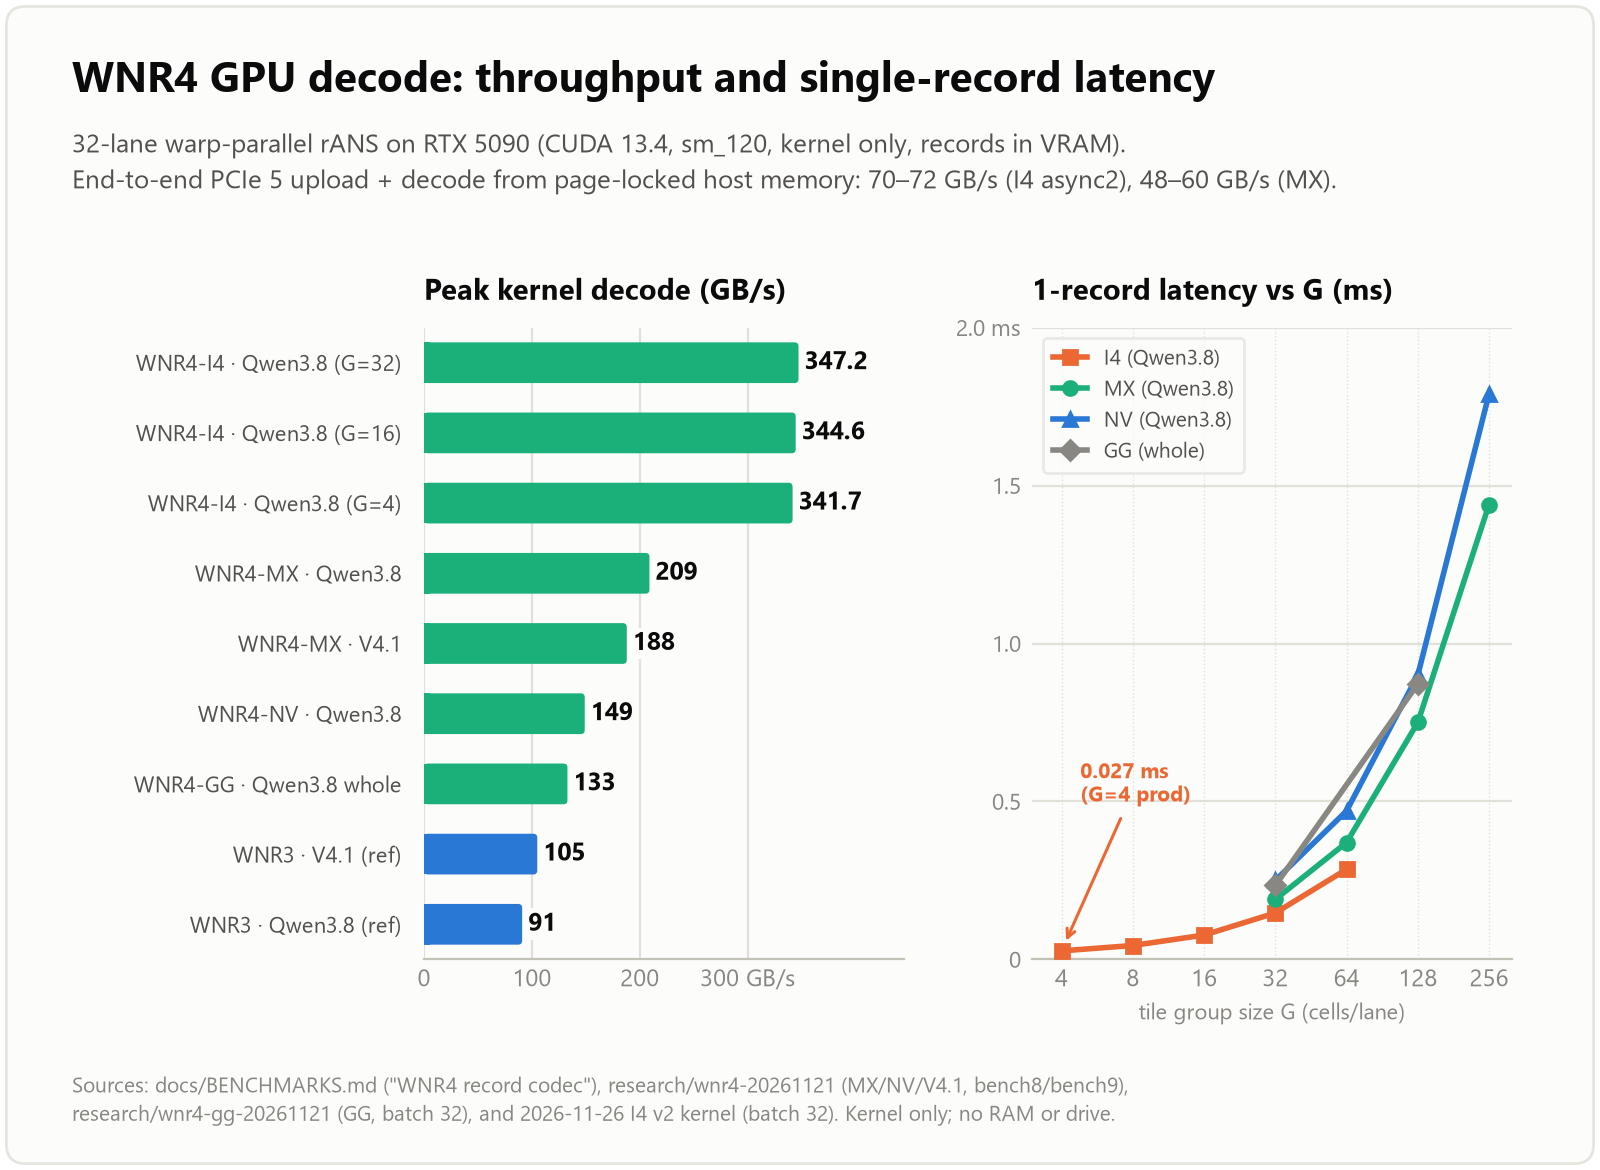 WNR4 GPU decode: throughput and single-record latency
32-lane warp-parallel rANS on RTX 5090 (CUDA 13.4, sm_120, kernel only, records in VRAM).
End-to-end PCIe 5 upload + decode from page-locked host memory: 70–72 GB/s (I4 async2), 48–60 GB/s (MX).
Peak kernel decode (GB/s)
WNR4-I4 · Qwen3.8 (G=32) 347.2
WNR4-I4 · Qwen3.8 (G=16) 344.6
WNR4-I4 · Qwen3.8 (G=4) 341.7
WNR4-MX · Qwen3.8 209
WNR4-MX · V4.1 188
WNR4-NV · Qwen3.8 149
WNR4-GG · Qwen3.8 whole 133
WNR3 · V4.1 (ref) 105
WNR3 · Qwen3.8 (ref) 91
0 100 200 300 GB/s
1-record latency vs G (ms)
2.0 ms
I4 (Qwen3.8)
MX (Qwen3.8)
NV (Qwen3.8)
GG (whole)
1.5
1.0
0.027 ms
(G=4 prod)
0.5
0
4 8 16 32 64 128 256
tile group size G (cells/lane)
Sources: docs/BENCHMARKS.md ("WNR4 record codec"), research/wnr4-20261121 (MX/NV/V4.1, bench8/bench9),
research/wnr4-gg-20261121 (GG, batch 32), and 2026-11-26 I4 v2 kernel (batch 32). Kernel only; no RAM or drive.